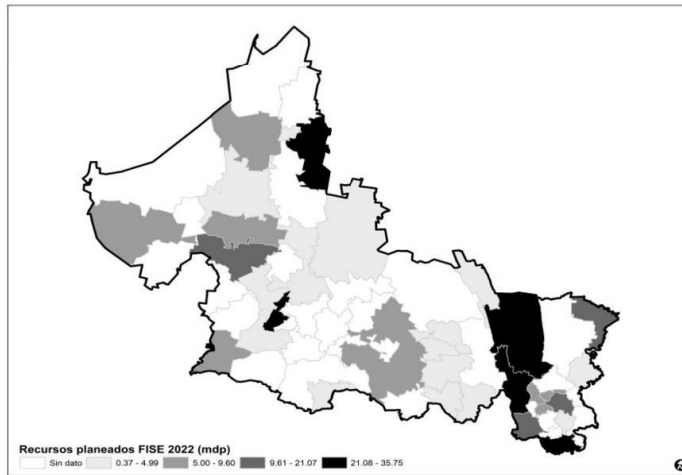 Recursos planeados FISE 2022 (mdp)
Sin dato 0.37 - 4.99 5.00 - 9.60 9.61 - 21.07 21.08 - 35.75